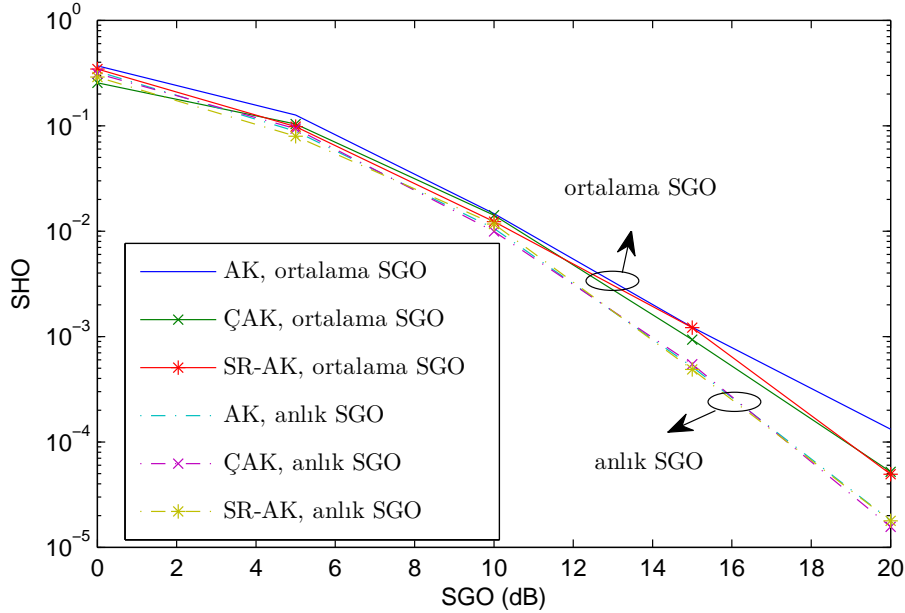 10^0
10^-1
10^-2
10^-3
10^-4
10^-5
SHO
ortalama SGO
AK, ortalama SGO
ÇAK, ortalama SGO
SR-AK, ortalama SGO
AK, anlık SGO
ÇAK, anlık SGO
SR-AK, anlık SGO
anlık SGO
0 2 4 6 8 10 12 14 16 18 20
SGO (dB)